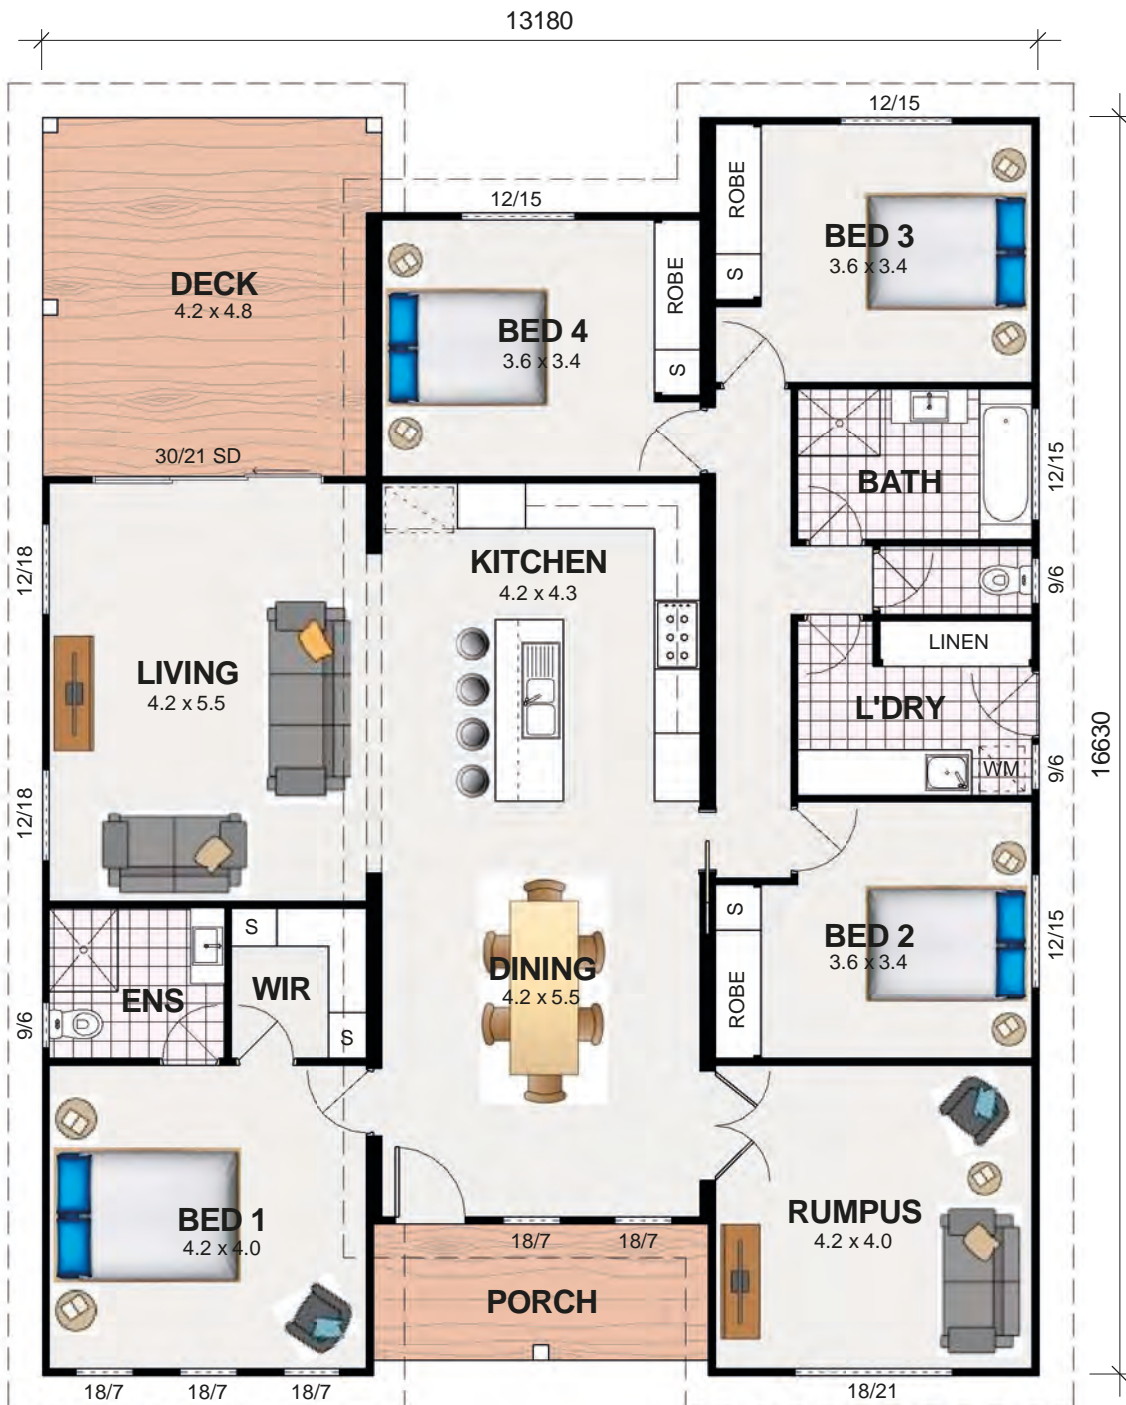 13180
12/15
12/15
ROBE
S
BED 3
3.6 x 3.4
DECK
4.2 x 4.8
ROBE
S
BED 4
3.6 x 3.4
30/21 SD
BATH
12/15
12/18
KITCHEN
4.2 x 4.3
9/6
LINEN
LIVING
4.2 x 5.5
L'DRY
16630
WM
9/6
12/18
S
S
ROBE
BED 2
3.6 x 3.4
12/15
DINING
4.2 x 5.5
WIR
ENS
9/6
S
BED 1
4.2 x 4.0
RUMPUS
4.2 x 4.0
18/7
18/7
PORCH
18/7
18/7
18/7
18/21